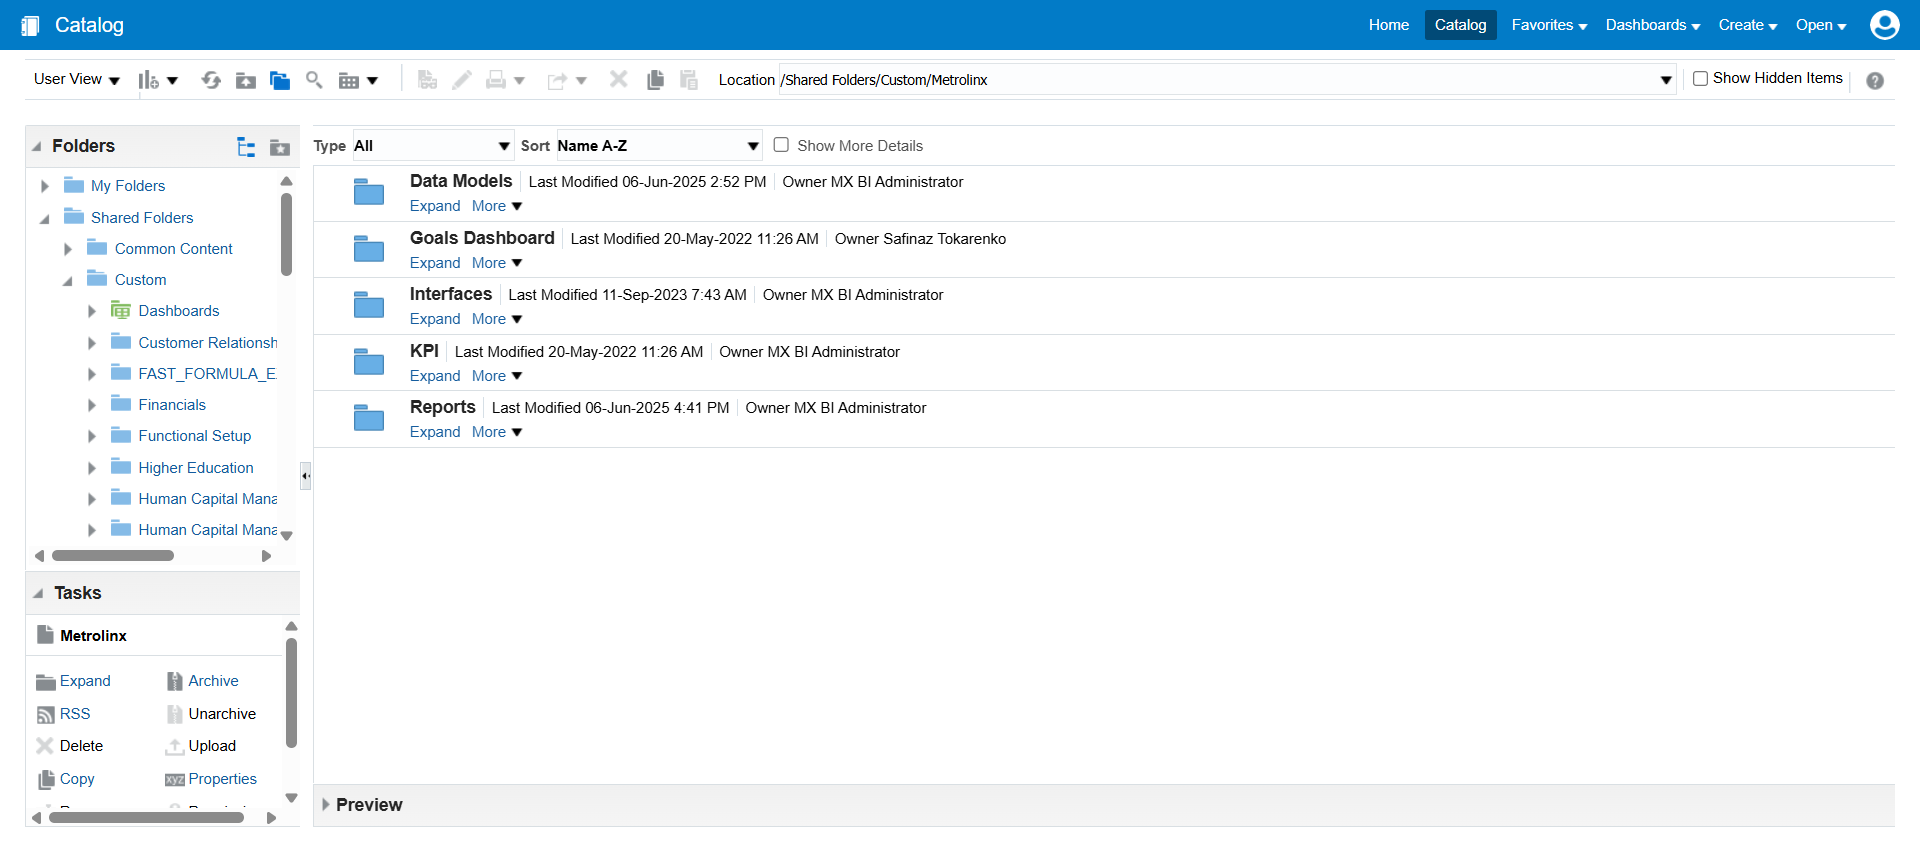 Catalog
Home Catalog Favorites Dashboards Create Open
User View
Location /Shared Folders/Custom/Metrolinx
Show Hidden Items
Folders
My Folders
Shared Folders
Common Content
Custom
Dashboards
Customer Relationsh
FAST_FORMULA_E
Financials
Functional Setup
Higher Education
Human Capital Mana
Human Capital Mana
Tasks
Metrolinx
Expand Archive
RSS Unarchive
Delete Upload
Copy xyz Properties
Type All Sort Name A-Z Show More Details
Data Models Last Modified 06-Jun-2025 2:52 PM Owner MX BI Administrator
Expand More
Goals Dashboard Last Modified 20-May-2022 11:26 AM Owner Safinaz Tokarenko
Expand More
Interfaces Last Modified 11-Sep-2023 7:43 AM Owner MX BI Administrator
Expand More
KPI Last Modified 20-May-2022 11:26 AM Owner MX BI Administrator
Expand More
Reports Last Modified 06-Jun-2025 4:41 PM Owner MX BI Administrator
Expand More
Preview